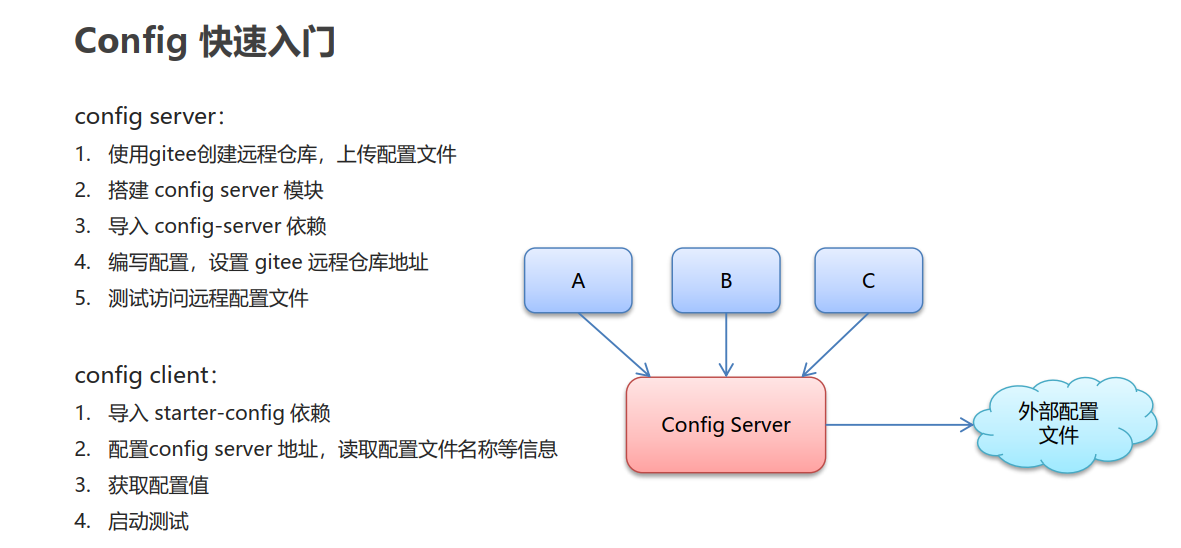 Config 快速入门
config server：
1. 使用gitee创建远程仓库，上传配置文件
2. 搭建 config server 模块
3. 导入 config-server 依赖
4. 编写配置，设置 gitee 远程仓库地址
5. 测试访问远程配置文件
config client：
1. 导入 starter-config 依赖
2. 配置config server 地址，读取配置文件名称等信息
3. 获取配置值
4. 启动测试
A
B
C
Config Server
外部配置
文件